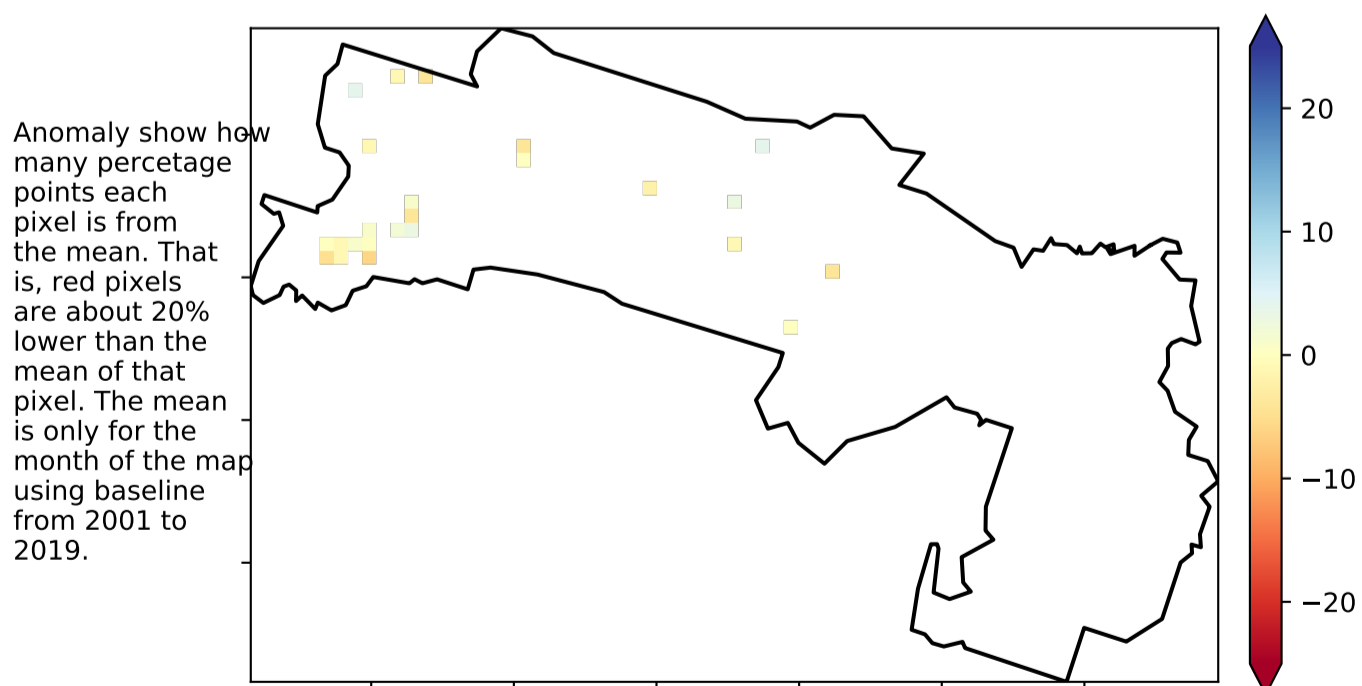 Anomaly show how
many percetage
points each
pixel is from
the mean. That
is, red pixels
are about 20%
lower than the
mean of that
pixel. The mean
is only for the
month of the map
using baseline
from 2001 to
2019.
20
10
0
−10
−20